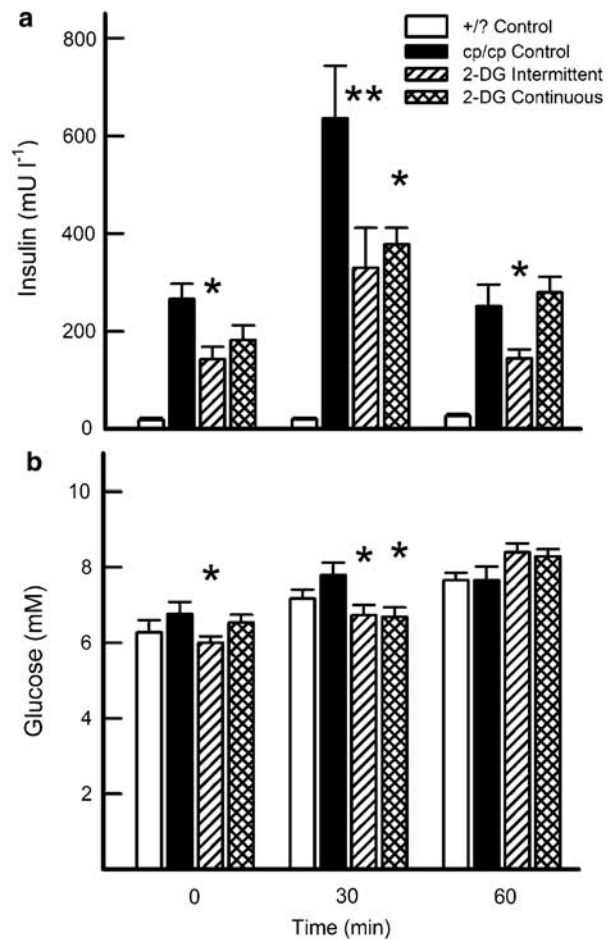 a
+/? Control
cp/cp Control
2-DG Intermittent
2-DG Continuous
Insulin (mU l⁻¹)
800
600
400
200
0
*
**
*
*
b
Glucose (mM)
10
8
6
4
2
*
*
*
0 30 60
Time (min)